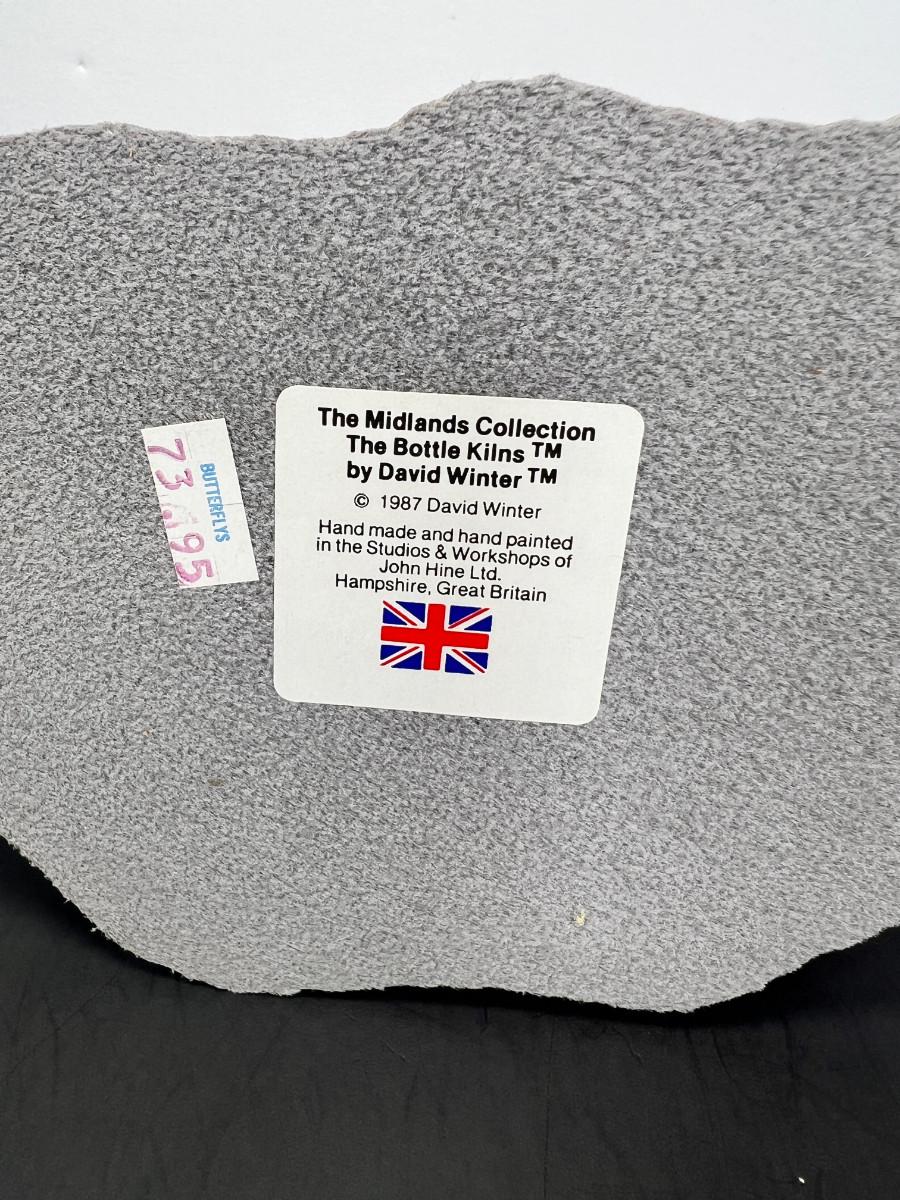 The Midlands Collection
The Bottle Kilns ™
by David Winter ™
© 1987 David Winter
Hand made and hand painted
in the Studios & Workshops of
John Hine Ltd.
Hampshire, Great Britain
BUTTERFLYS
73 95